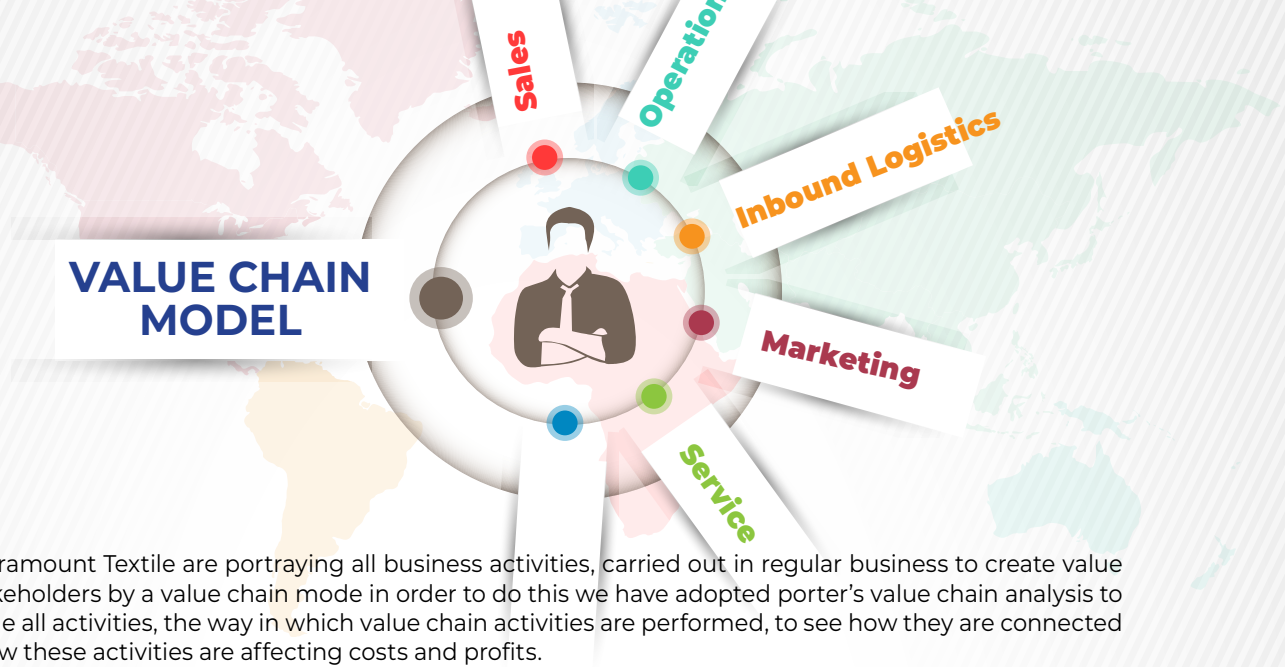 Sales
Operation
Inbound Logistics
VALUE CHAIN
MODEL
Marketing
Service
ramount Textile are portraying all business activities, carried out in regular business to create value
keholders by a value chain mode in order to do this we have adopted porter’s value chain analysis to
e all activities, the way in which value chain activities are performed, to see how they are connected
w these activities are affecting costs and profits.